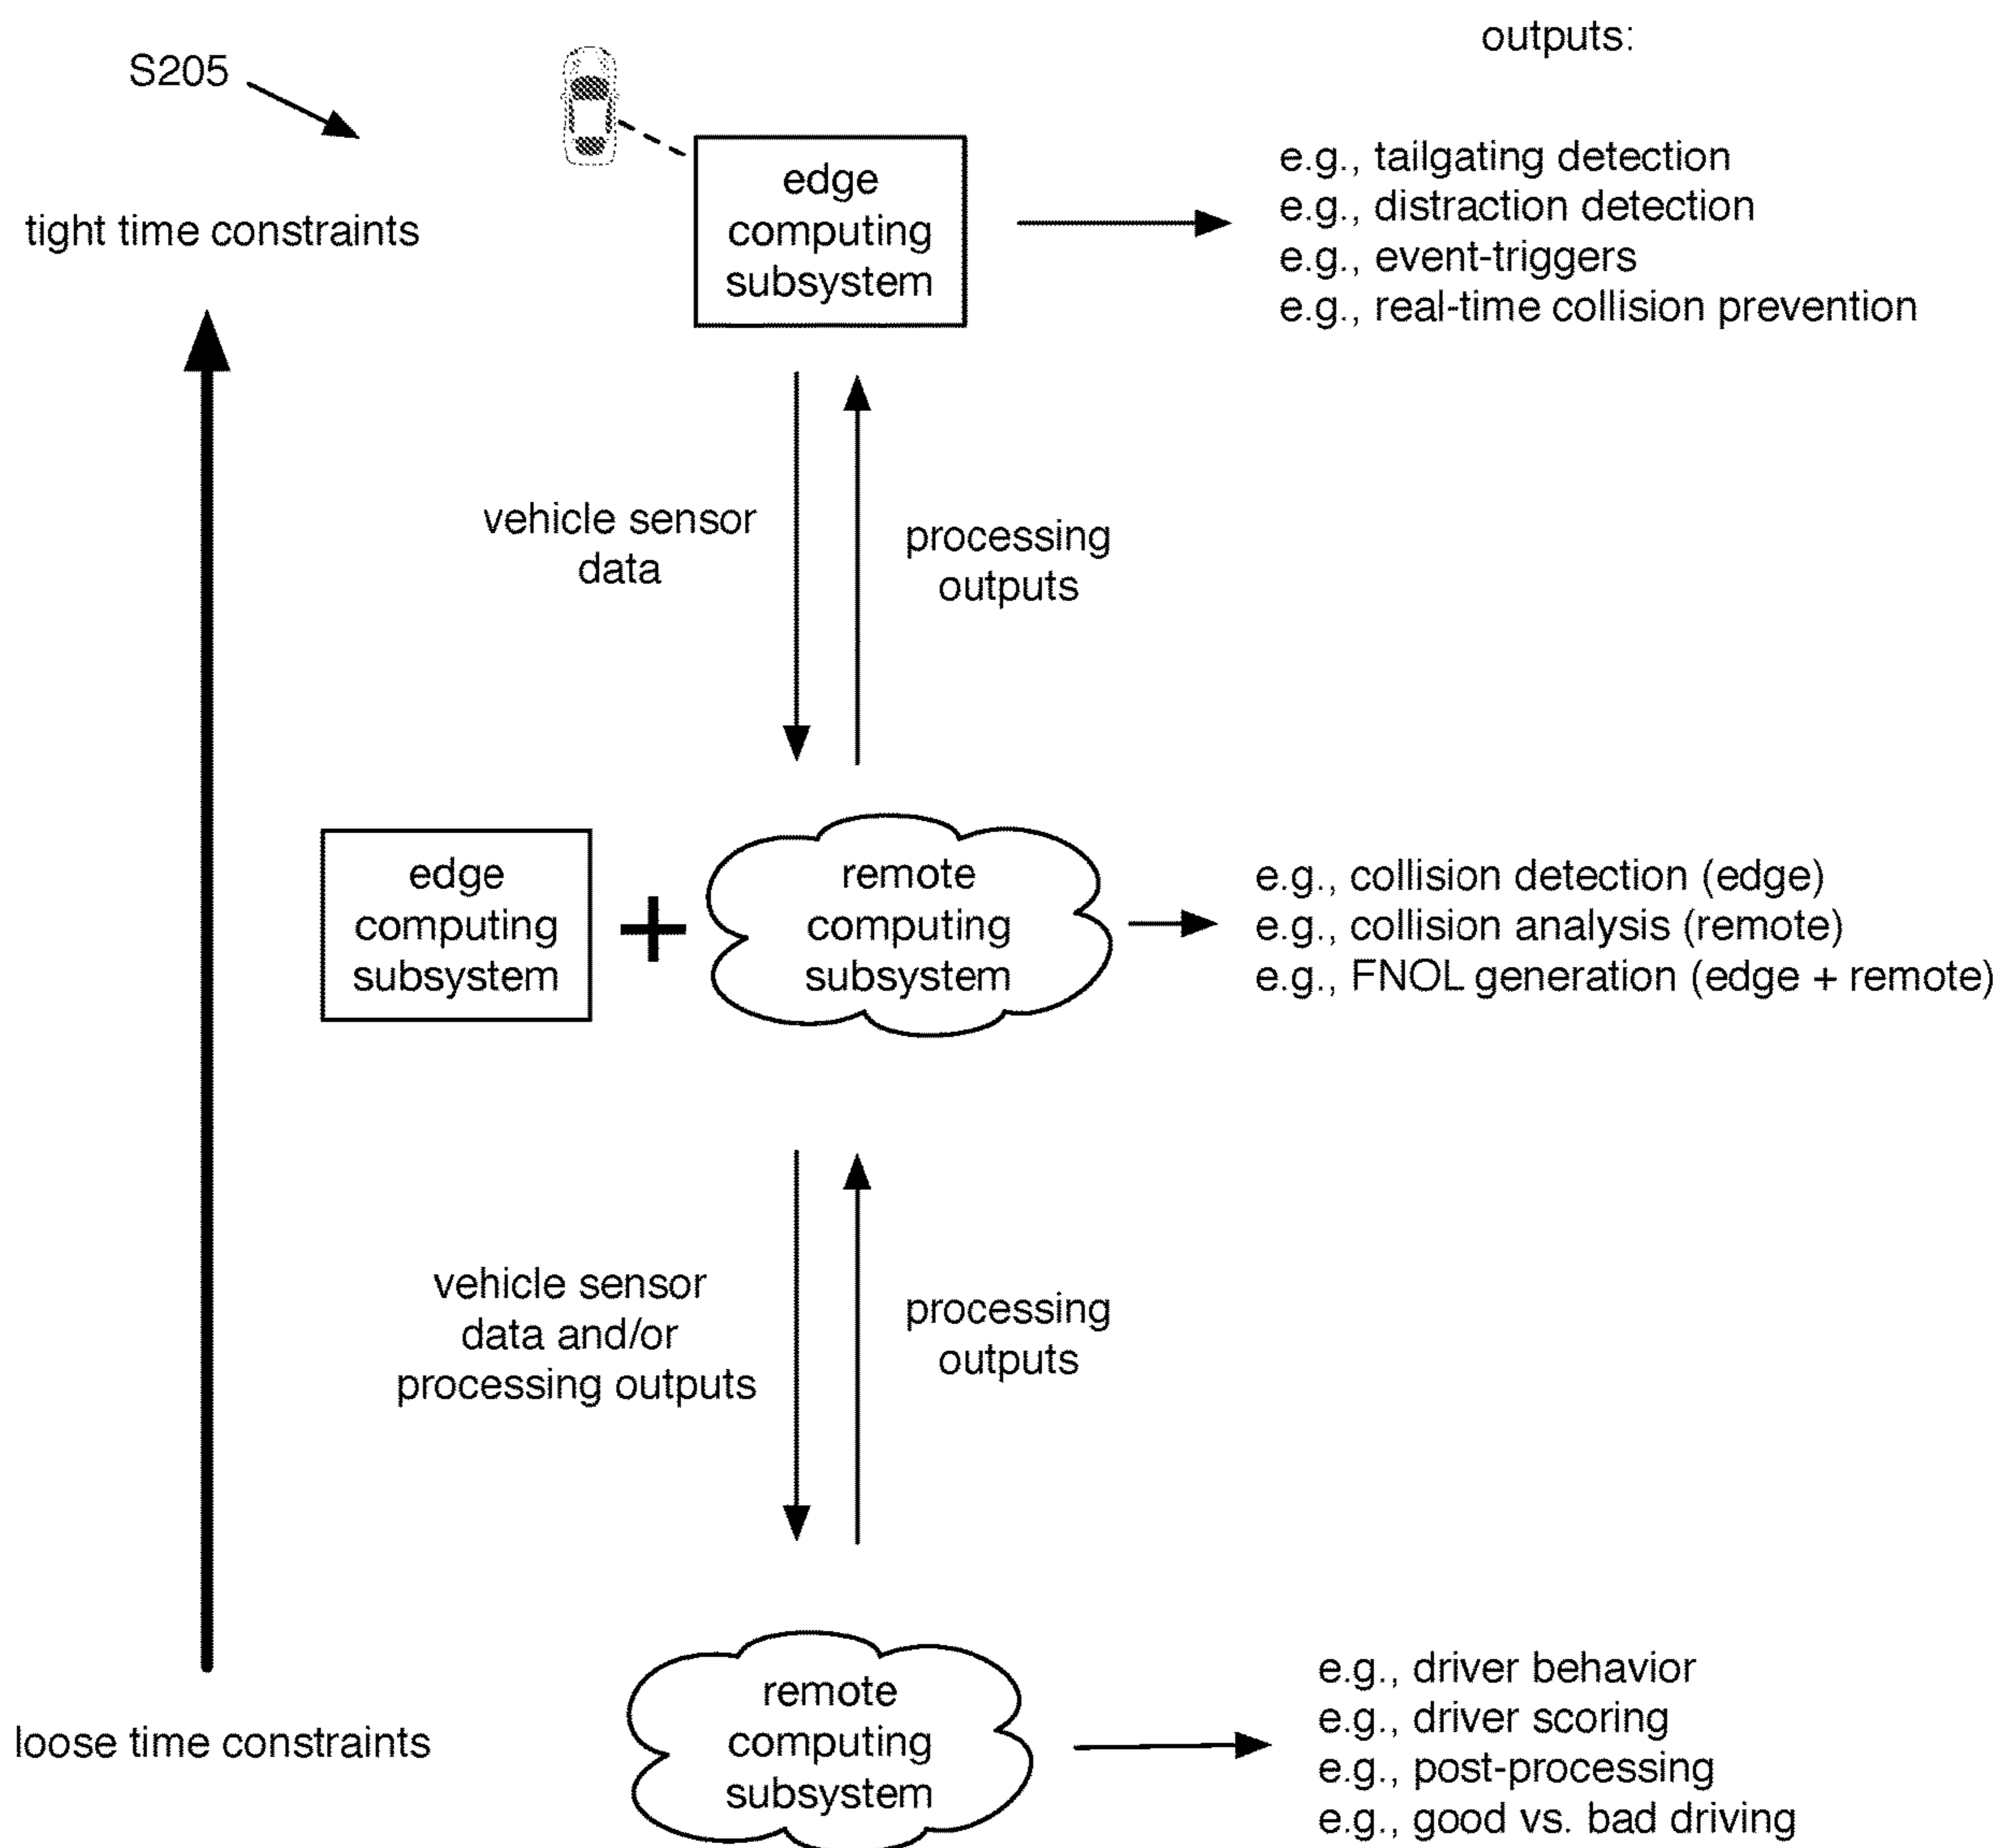 outputs:
S205
edge
computing
subsystem
e.g., tailgating detection
e.g., distraction detection
e.g., event-triggers
e.g., real-time collision prevention
tight time constraints
vehicle sensor
data
processing
outputs
edge
computing
subsystem
+
remote
computing
subsystem
e.g., collision detection (edge)
e.g., collision analysis (remote)
e.g., FNOL generation (edge + remote)
vehicle sensor
data and/or
processing outputs
processing
outputs
loose time constraints
remote
computing
subsystem
e.g., driver behavior
e.g., driver scoring
e.g., post-processing
e.g., good vs. bad driving